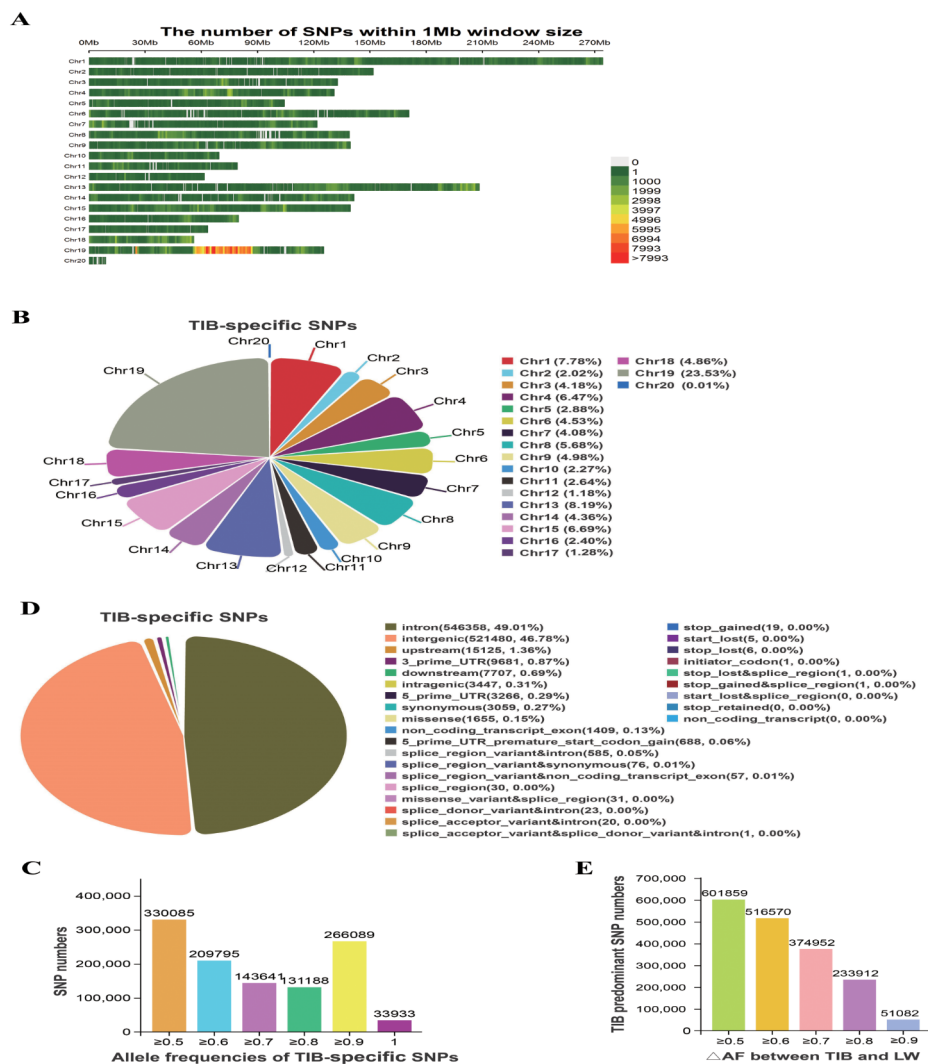 A
The number of SNPs within 1Mb window size
0Mb 30Mb 60Mb 90Mb 120Mb 150Mb 180Mb 210Mb 240Mb 270Mb
Chr1
Chr2
Chr3
Chr4
Chr5
Chr6
Chr7
Chr8
Chr9
Chr10
Chr11
Chr12
Chr13
Chr14
Chr15
Chr16
Chr17
Chr18
Chr19
Chr20
0
1
1000
1999
2998
3997
4996
5995
6994
7993
>7993
B
TIB-specific SNPs
Chr20
Chr1
Chr2
Chr3
Chr4
Chr5
Chr6
Chr7
Chr8
Chr9
Chr10
Chr11
Chr12
Chr13
Chr14
Chr15
Chr16
Chr17
Chr18
Chr19
Chr1 (7.78%)
Chr2 (2.02%)
Chr3 (4.18%)
Chr4 (6.47%)
Chr5 (2.88%)
Chr6 (4.53%)
Chr7 (4.08%)
Chr8 (5.68%)
Chr9 (4.98%)
Chr10 (2.27%)
Chr11 (2.64%)
Chr12 (1.18%)
Chr13 (8.19%)
Chr14 (4.36%)
Chr15 (6.69%)
Chr16 (2.40%)
Chr17 (1.28%)
Chr18 (4.86%)
Chr19 (23.53%)
Chr20 (0.01%)
D
TIB-specific SNPs
intron(546358, 49.01%)
intergenic(521480, 46.78%)
upstream(15125, 1.36%)
3_prime_UTR(9681, 0.87%)
downstream(7707, 0.69%)
intragenic(3447, 0.31%)
5_prime_UTR(3266, 0.29%)
synonymous(3059, 0.27%)
missense(1655, 0.15%)
non_coding_transcript_exon(1409, 0.13%)
5_prime_UTR_premature_start_codon_gain(688, 0.06%)
splice_region_variant&intron(585, 0.05%)
splice_region_variant&synonymous(76, 0.01%)
splice_region_variant&non_coding_transcript_exon(57, 0.01%)
splice_region(30, 0.00%)
missense_variant&splice_region(31, 0.00%)
splice_donor_variant&intron(23, 0.00%)
splice_acceptor_variant&intron(20, 0.00%)
splice_acceptor_variant&splice_donor_variant&intron(1, 0.00%)
stop_gained(19, 0.00%)
start_lost(5, 0.00%)
stop_lost(6, 0.00%)
initiator_codon(1, 0.00%)
stop_lost&splice_region(1, 0.00%)
stop_gained&splice_region(1, 0.00%)
start_lost&splice_region(0, 0.00%)
stop_retained(0, 0.00%)
non_coding_transcript(0, 0.00%)
C
SNP numbers
400,000
300,000
200,000
100,000
0
330085
209795
143641
131188
266089
33933
≥0.5 ≥0.6 ≥0.7 ≥0.8 ≥0.9 1
Allele frequencies of TIB-specific SNPs
E
TIB predominant SNP numbers
700,000
600,000
500,000
400,000
300,000
200,000
100,000
0
601859
516570
374952
233912
51082
≥0.5 ≥0.6 ≥0.7 ≥0.8 ≥0.9
△AF between TIB and LW